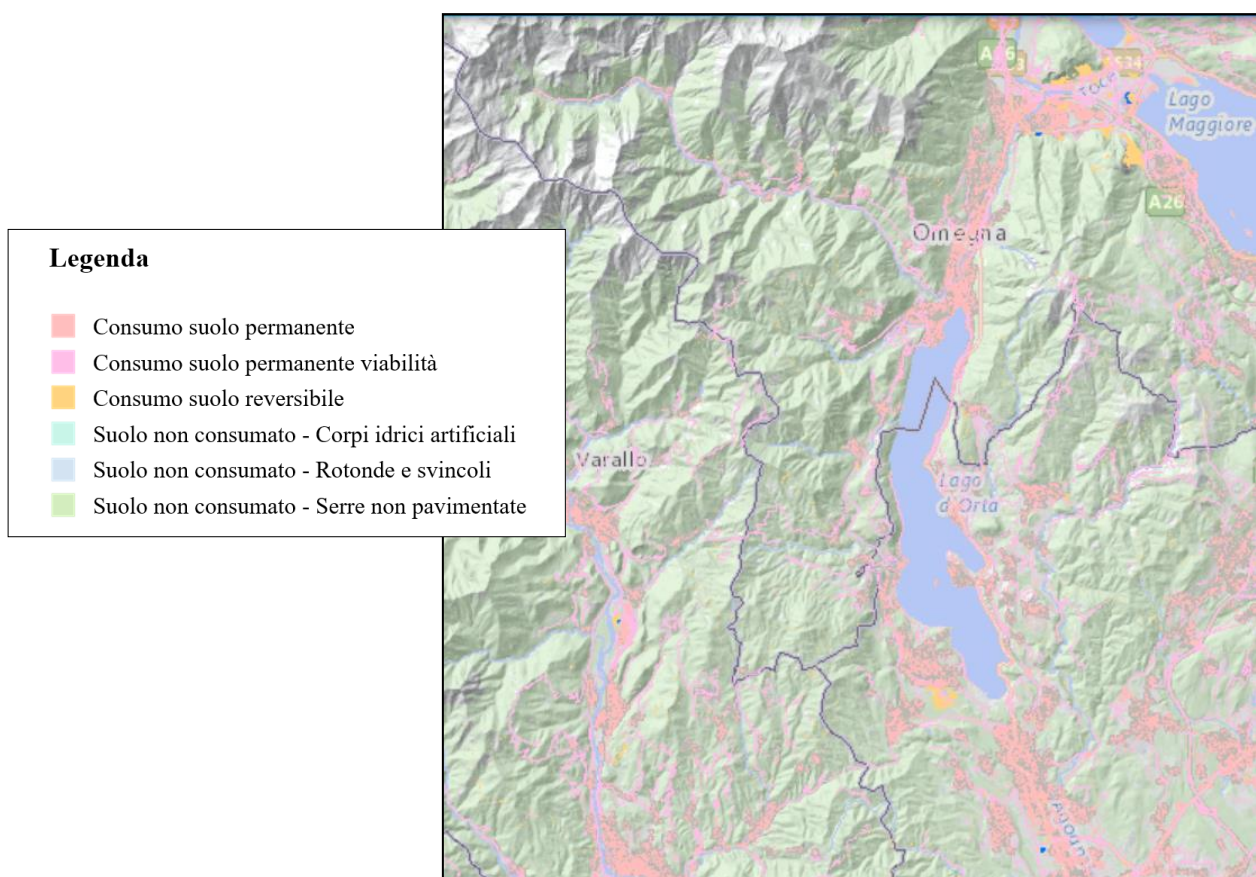 Legenda
Consumo suolo permanente
Consumo suolo permanente viabilità
Consumo suolo reversibile
Suolo non consumato - Corpi idrici artificiali
Suolo non consumato - Rotonde e svincoli
Suolo non consumato - Serre non pavimentate
Lago
Maggiore
A26
Omegna
Varallo
Lago
d'Orta